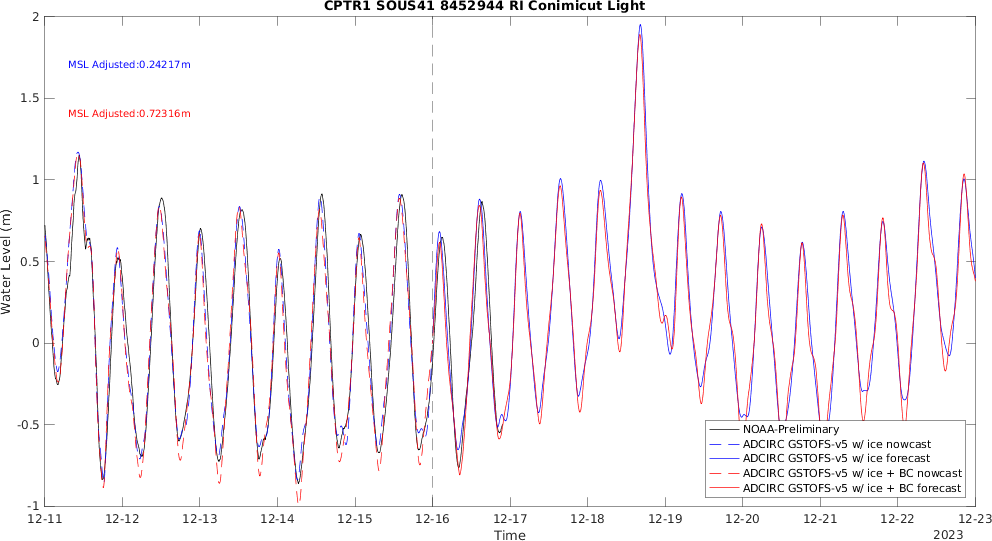 CPTR1 SOUS41 8452944 RI Conimicut Light
MSL Adjusted:0.24217m
MSL Adjusted:0.72316m
Water Level (m)
2
1.5
1
0.5
0
-0.5
-1
NOAA-Preliminary
ADCIRC GSTOFS-v5 w/ ice nowcast
ADCIRC GSTOFS-v5 w/ ice forecast
ADCIRC GSTOFS-v5 w/ ice + BC nowcast
ADCIRC GSTOFS-v5 w/ ice + BC forecast
12-11 12-12 12-13 12-14 12-15 12-16 12-17 12-18 12-19 12-20 12-21 12-22 12-23
Time
2023